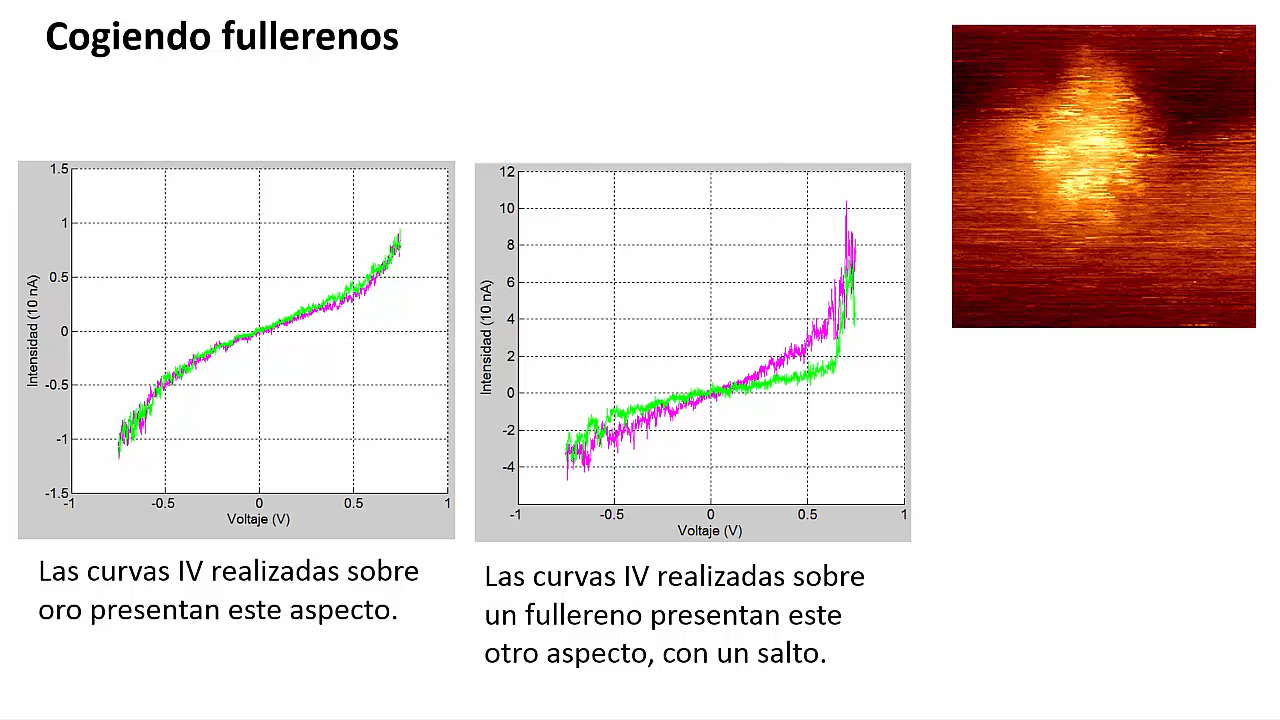 Cogiendo fullerenos
1.5
1
0.5
0
-0.5
-1
-1.5
-1
-0.5
0
0.5
1
Voltaje (V)
Intensidad (10 nA)
12
10
8
6
4
2
0
-2
-4
-1
-0.5
0
0.5
1
Voltaje (V)
Intensidad (10 nA)
Las curvas IV realizadas sobre
oro presentan este aspecto.
Las curvas IV realizadas sobre
un fullereno presentan este
otro aspecto, con un salto.